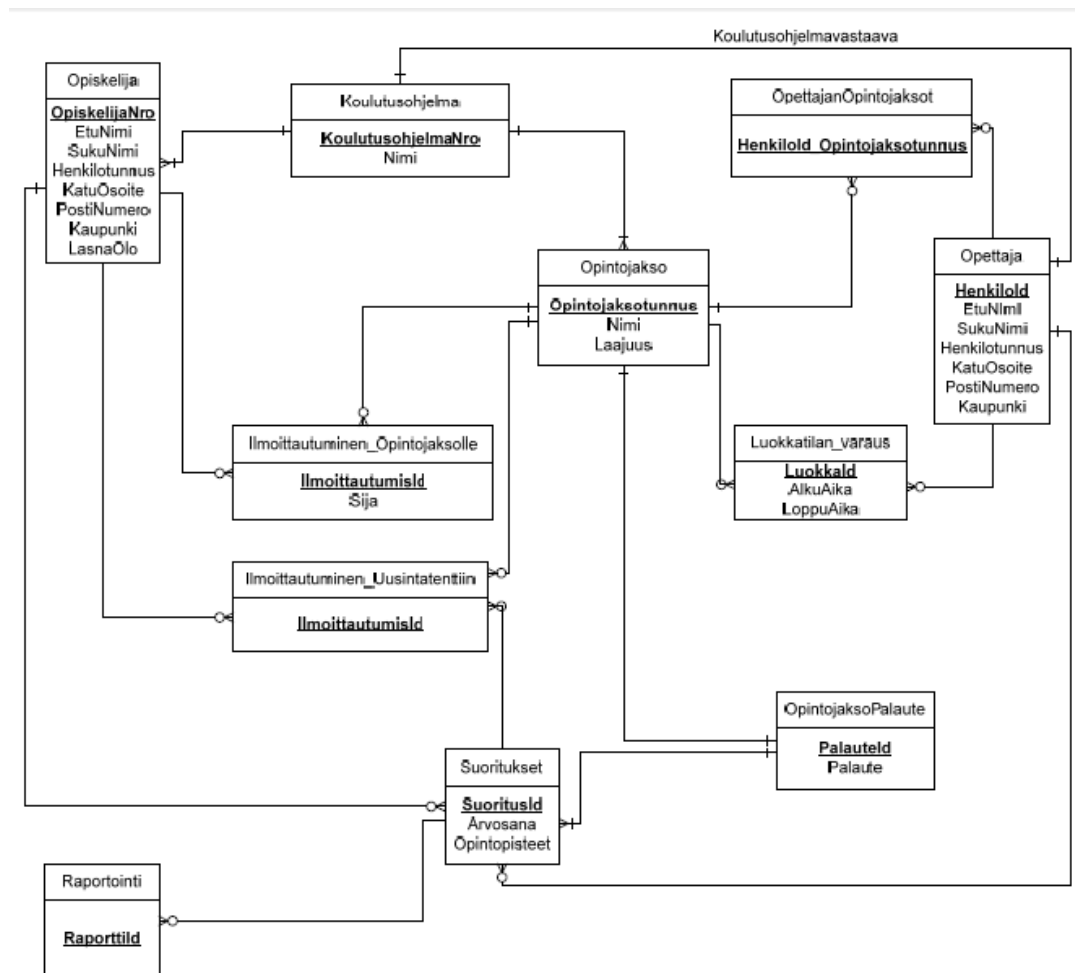 Koulutusohjelmavastaava
Opiskelija
OpiskelijaNro
EtuNimi
SukuNimi
Henkilotunnus
KatuOsoite
PostiNumero
Kaupunki
LasnaOlo
Koulutusohjelma
KoulutusohjelmaNro
Nimi
OpettajanOpintojaksot
HenkiloId_Opintojaksotunnus
Opintojakso
Opintojaksotunnus
Nimi
Laajuus
Opettaja
HenkiloId
EtuNImiI
SukuNimii
Henkilotunnus
KatuOsoite
PostiNumero
Kaupunki
Ilmoittautuminen_Opintojaksolle
IlmoittautumisId
Sija
Luokkatilan_varaus
LuokkaId
AlkuAika
LoppuAika
Ilmoittautuminen_Uusintatenttiin
IlmoittautumisId
OpintojaksoPalaute
PalauteId
Palaute
Suoritukset
SuoritusId
Arvosana
Opintopisteet
Raportointi
RaporttiId